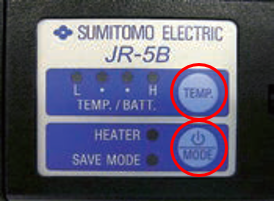 SUMITOMO ELECTRIC
JR-5B
L • • H
TEMP./BATT.
TEMP.
HEATER
SAVE MODE
MODE